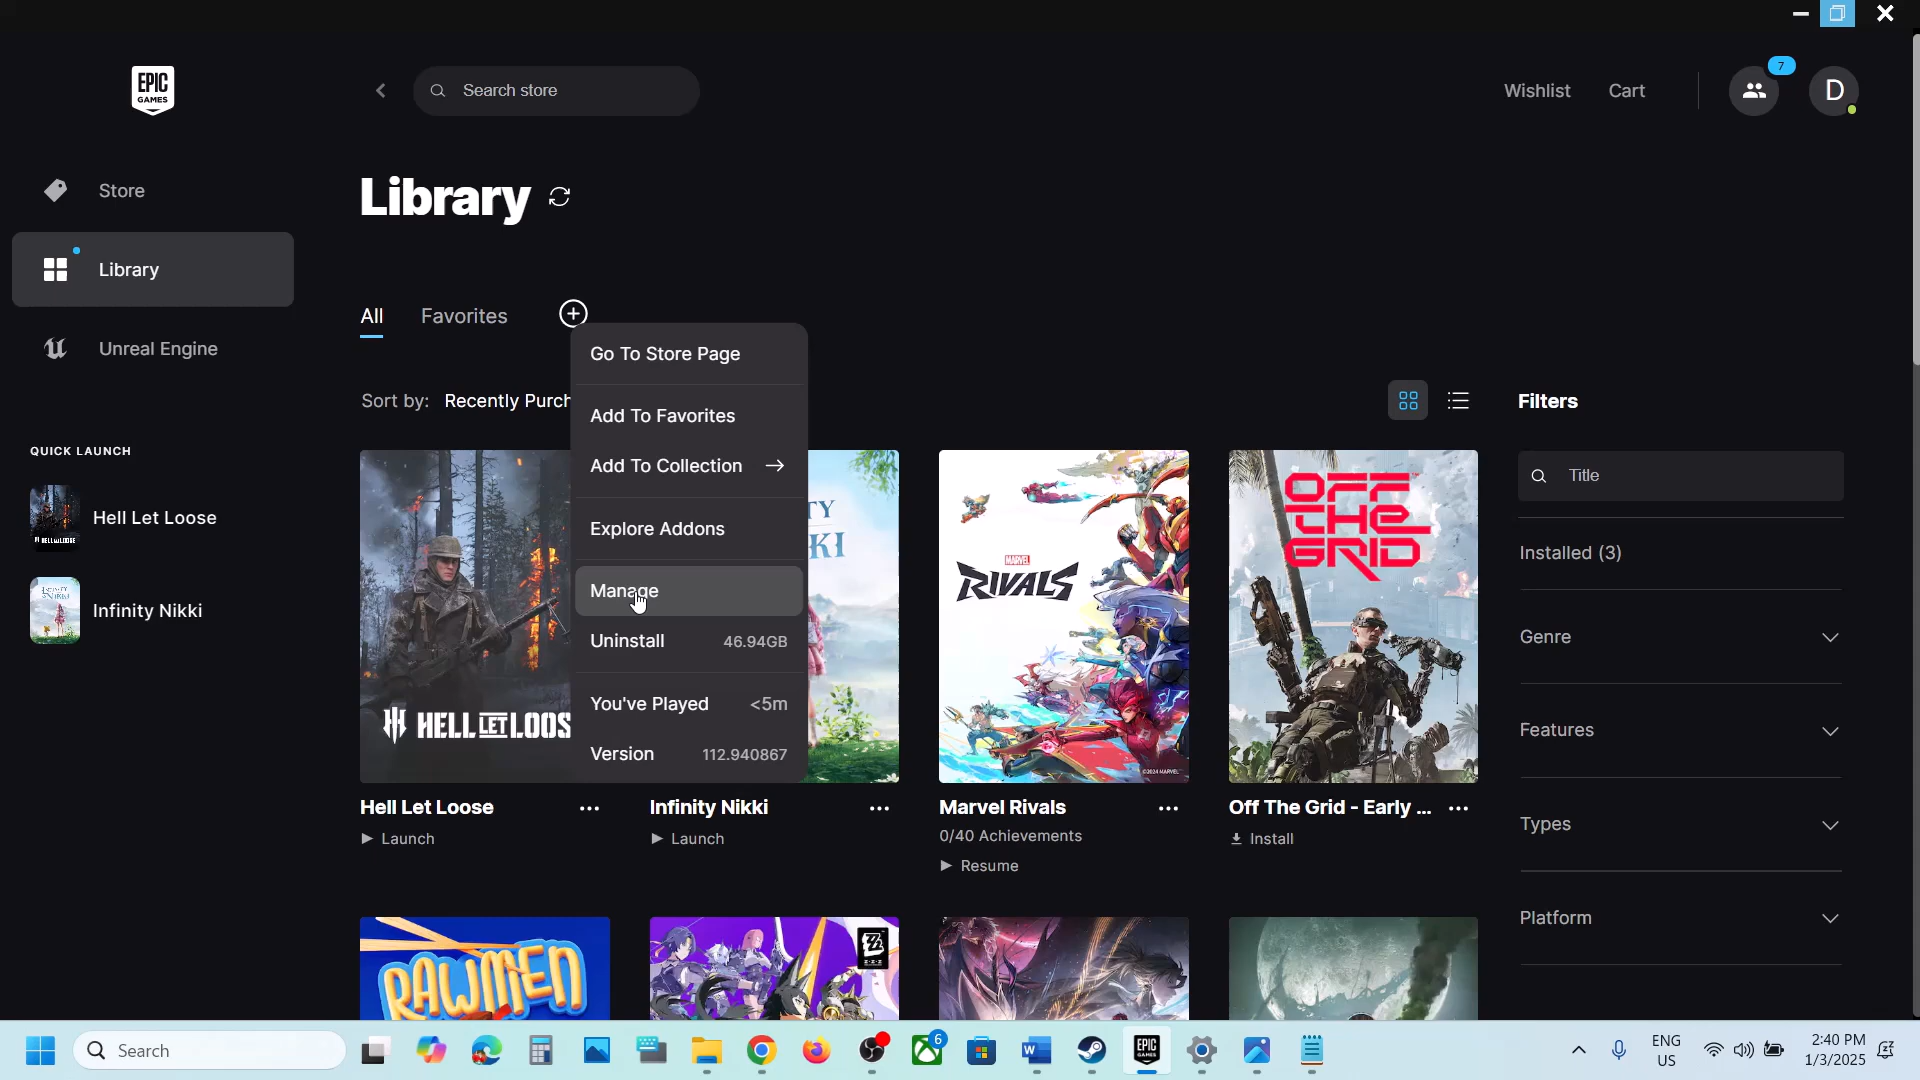 EPIC
GAMES
Search store
Wishlist
Cart
7
D
Store
Library
Unreal Engine
QUICK LAUNCH
Hell Let Loose
Infinity Nikki
Library
All
Favorites
Sort by: Recently Purch
Go To Store Page
Add To Favorites
Add To Collection
Explore Addons
Manage
Uninstall 46.94GB
You've Played <5m
Version 112.940867
HELL LET LOOS
MARVEL
RIVALS
OFF
THE
GRID
Hell Let Loose
Launch
Infinity Nikki
Launch
Marvel Rivals
0/40 Achievements
Resume
Off The Grid - Early ...
Install
RAWMEN
Filters
Title
Installed (3)
Genre
Features
Types
Platform
Search
6
EPIC
GAMES
ENG
US
2:40 PM
1/3/2025